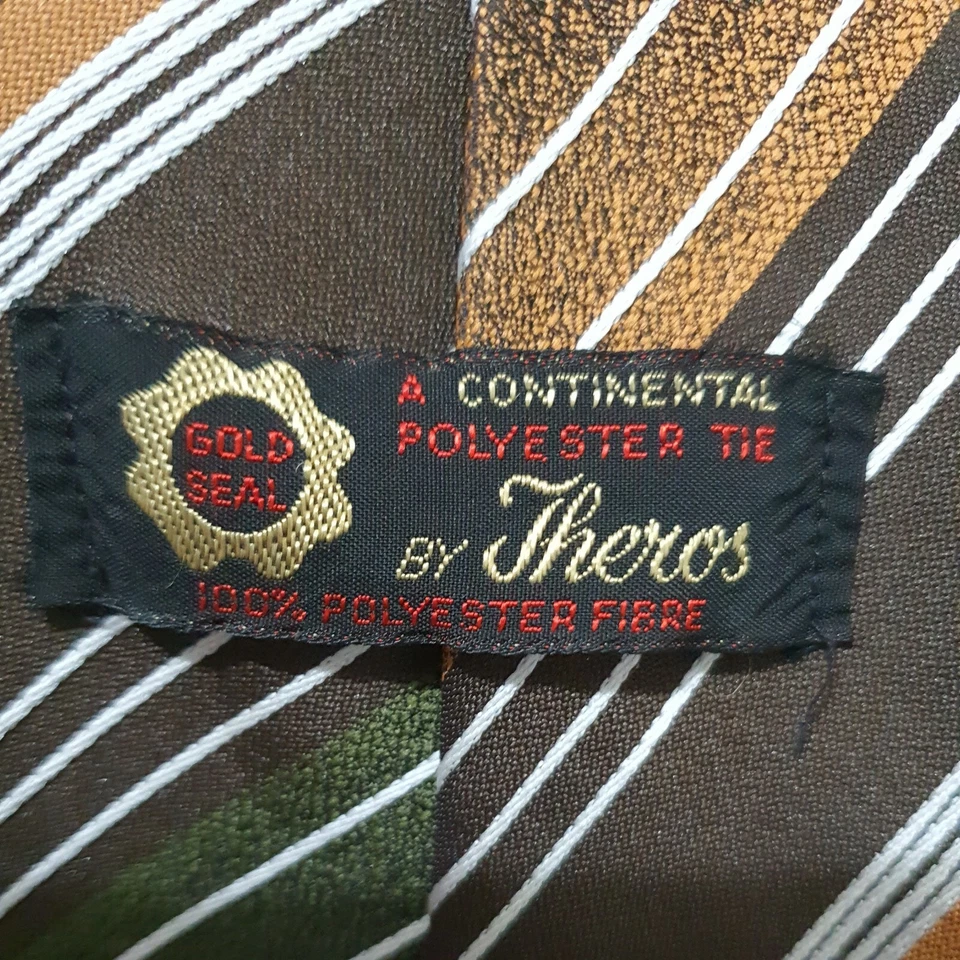 GOLD
SEAL
A CONTINENTAL
POLYESTER TIE
BY Theros
100% POLYESTER FIBRE